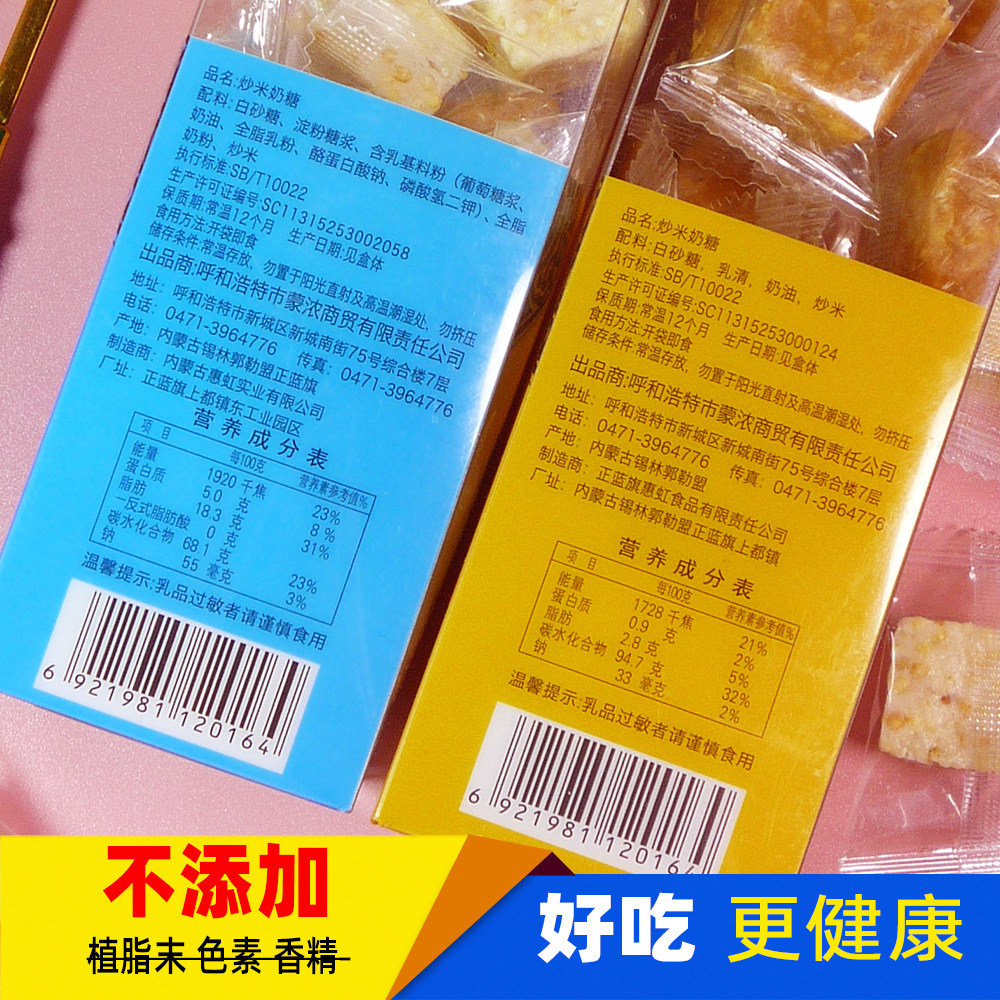 品名:炒米奶糖
配料:白砂糖、淀粉糖浆、含乳基料粉（葡萄糖浆、
奶油、全脂乳粉、酪蛋白酸钠、磷酸氢二钾）、全脂
奶粉、炒米
执行标准:SB/T10022
生产许可证编号:SC11315253002058
保质期:常温12个月 生产日期:见盒体
食用方法:开袋即食
储存条件:常温存放，勿置于阳光直射及高温潮湿处、勿挤压
出品商:呼和浩特市蒙浓商贸有限责任公司
地址: 呼和浩特市新城区新城南街75号综合楼7层
电话: 0471-3964776 传真: 0471-3964776
产地: 内蒙古锡林郭勒盟正蓝旗
制造商: 内蒙古惠虹实业有限公司
厂址: 正蓝旗上都镇东工业园区
营养成分表
项目 每100克 营养素参考值%
能量 1920 千焦 23%
蛋白质 5.0 克 8%
脂肪 18.3 克 31%
一反式脂肪酸 0 克
碳水化合物 68.1 克 23%
钠 55 毫克 3%
温馨提示:乳品过敏者请谨慎食用
6 921981 120164
品名:炒米奶糖
配料:白砂糖，乳清，奶油，炒米
执行标准:SB/T10022
生产许可证编号:SC11315253000124
保质期:常温12个月 生产日期:见盒体
食用方法:开袋即食
储存条件:常温存放，勿置于阳光直射及高温潮湿处、勿挤压
出品商:呼和浩特市蒙浓商贸有限责任公司
地址: 呼和浩特市新城区新城南街75号综合楼7层
电话: 0471-3964776 传真: 0471-3964776
产地: 内蒙古锡林郭勒盟
制造商: 正蓝旗惠虹食品有限责任公司
厂址: 内蒙古锡林郭勒盟正蓝旗上都镇
营养成分表
项目 每100克 营养素参考值%
能量 1728 千焦 21%
蛋白质 0.9 克 2%
脂肪 2.8 克 5%
碳水化合物 94.7 克 32%
钠 33 毫克 2%
温馨提示:乳品过敏者请谨慎食用
6 921981 120164
不添加
植脂末 色素 香精
好吃 更健康